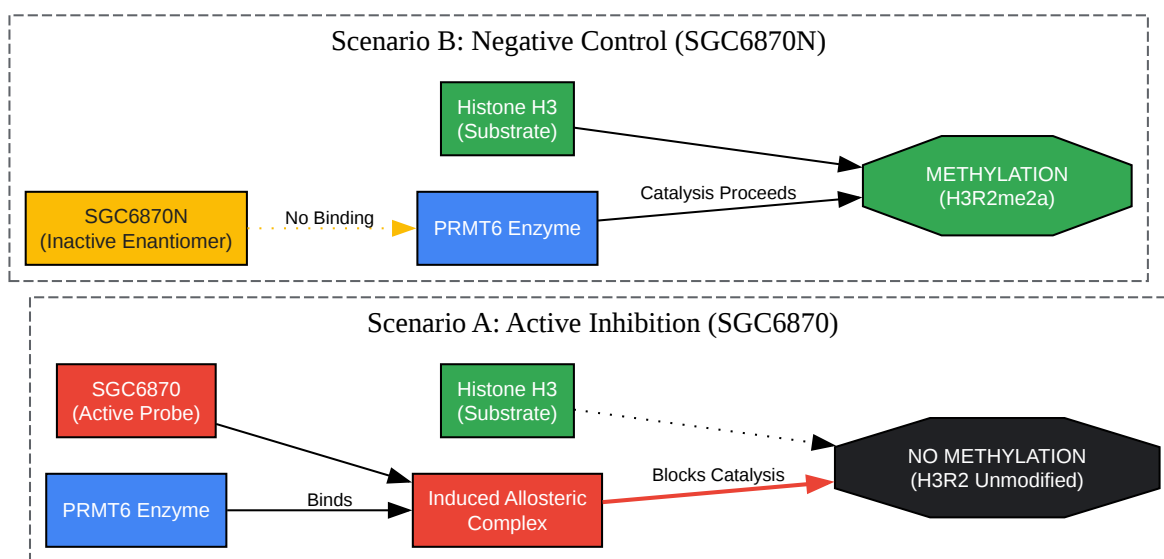 Scenario B: Negative Control (SGC6870N)
Histone H3
(Substrate)
METHYLATION
(H3R2me2a)
SGC6870N
(Inactive Enantiomer)
No Binding
PRMT6 Enzyme
Catalysis Proceeds
Scenario A: Active Inhibition (SGC6870)
SGC6870
(Active Probe)
Histone H3
(Substrate)
NO METHYLATION
(H3R2 Unmodified)
PRMT6 Enzyme
Binds
Induced Allosteric
Complex
Blocks Catalysis